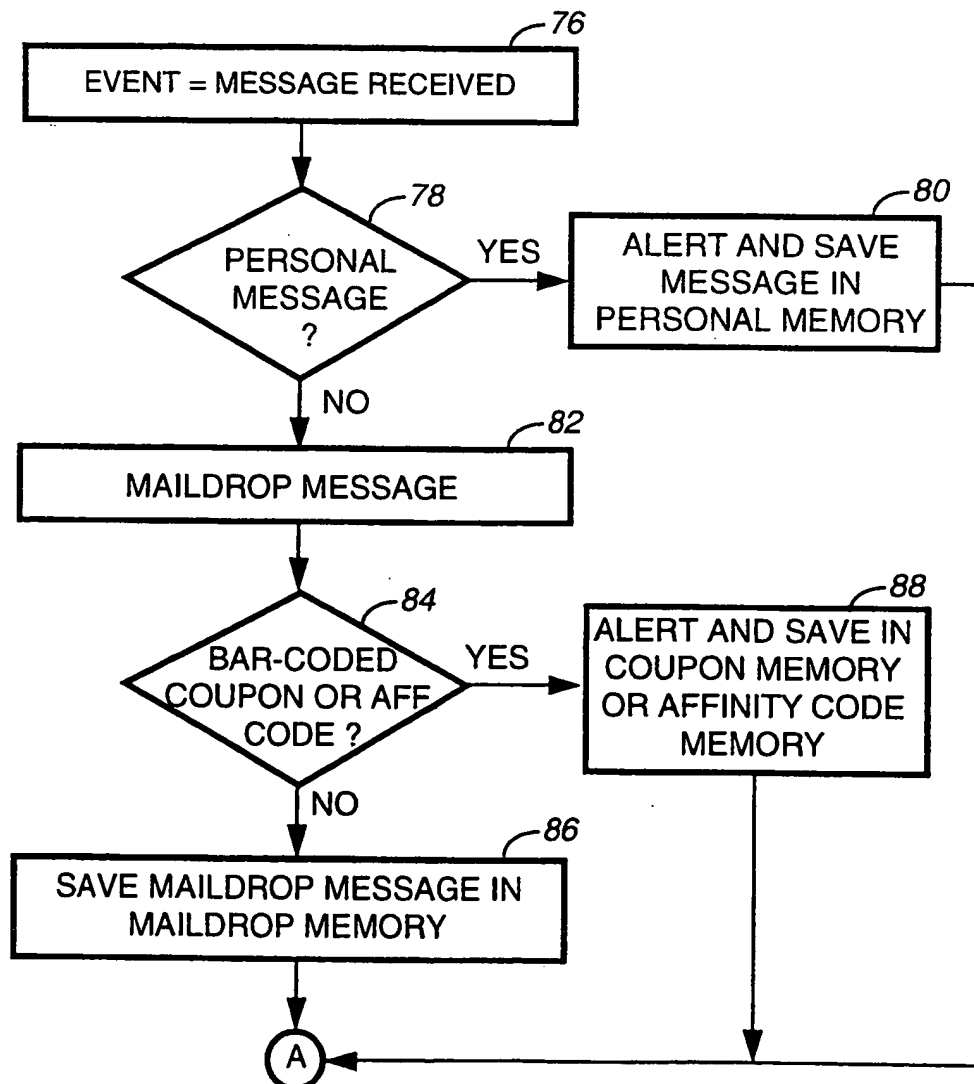 76
EVENT = MESSAGE RECEIVED
78
PERSONAL
MESSAGE
?
YES
80
ALERT AND SAVE
MESSAGE IN
PERSONAL MEMORY
NO
82
MAILDROP MESSAGE
84
BAR-CODED
COUPON OR AFF
CODE ?
YES
88
ALERT AND SAVE IN
COUPON MEMORY
OR AFFINITY CODE
MEMORY
NO
86
SAVE MAILDROP MESSAGE IN
MAILDROP MEMORY
A